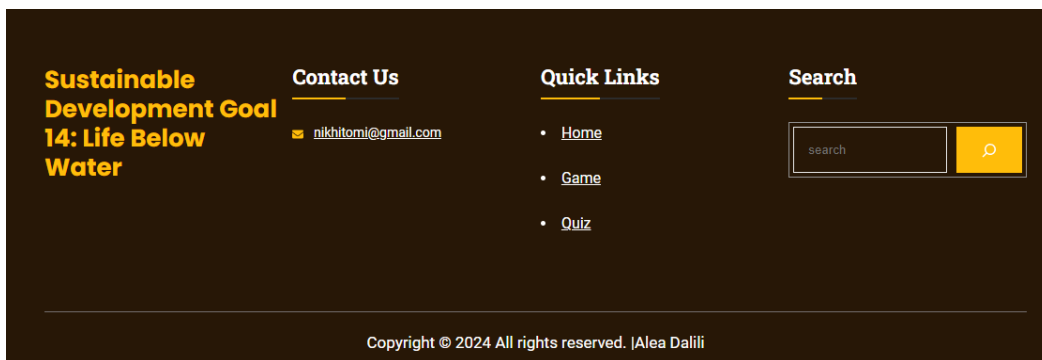 Sustainable
Development Goal
14: Life Below
Water
Contact Us
nikhitomi@gmail.com
Quick Links
Home
Game
Quiz
Search
search
Copyright © 2024 All rights reserved. |Alea Dalili